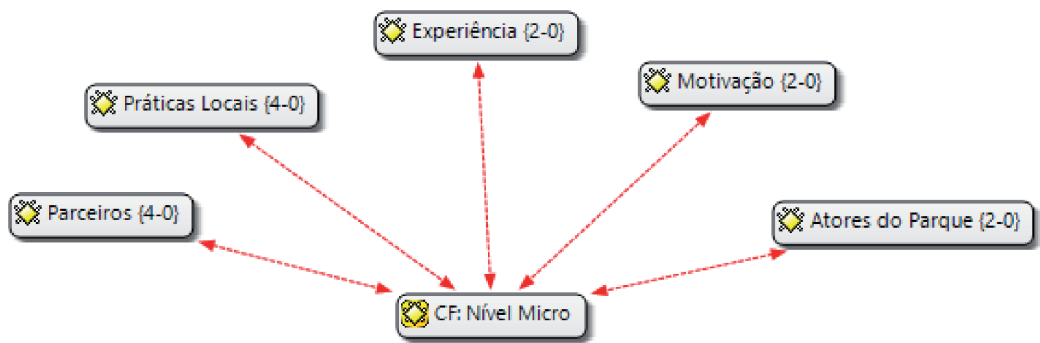 Experiência {2-0}
Motivação {2-0}
Práticas Locais {4-0}
Parceiros {4-0}
Atores do Parque {2-0}
CF: Nível Micro